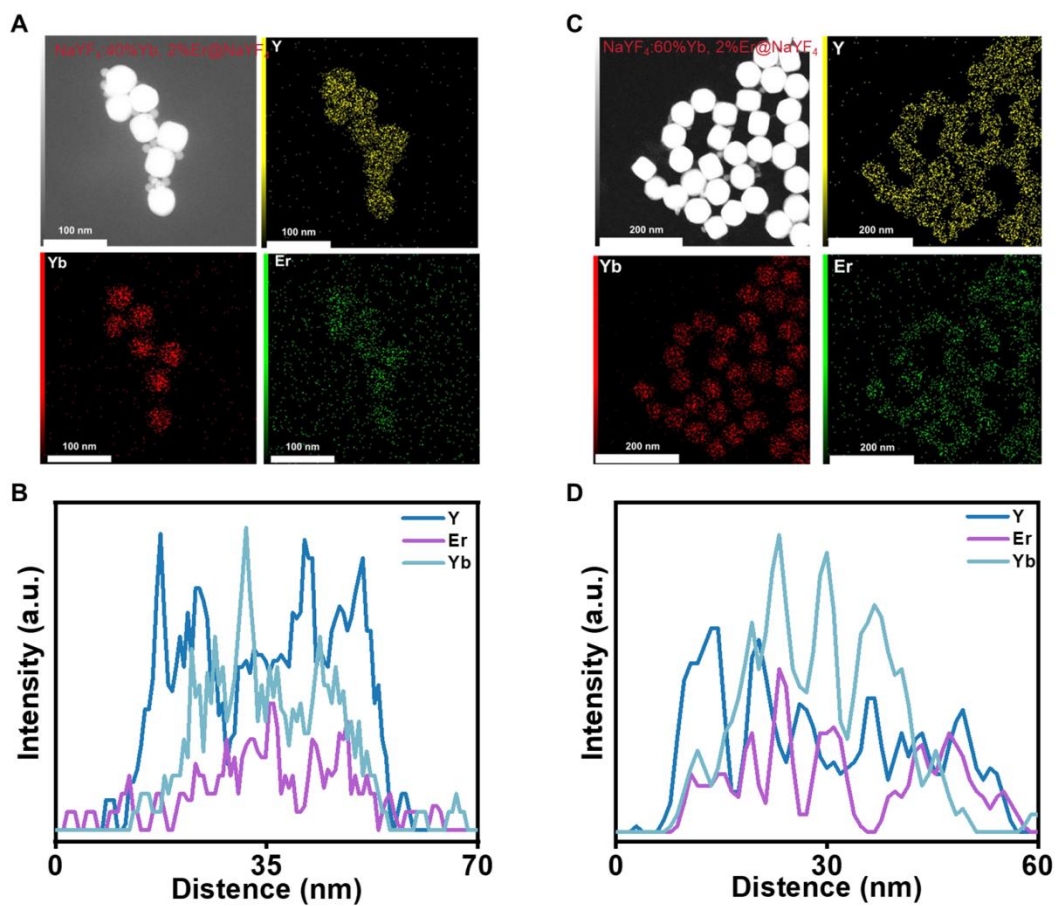 A
NaYF₄:40%Yb, 2%Er@NaYF₄
Y
100 nm
100 nm
Yb
Er
100 nm
100 nm
C
NaYF₄:60%Yb, 2%Er@NaYF₄
Y
200 nm
200 nm
Yb
Er
200 nm
200 nm
B
Intensity (a.u.)
Y
Er
Yb
0
35
70
Distence (nm)
D
Intensity (a.u.)
Y
Er
Yb
0
30
60
Distence (nm)